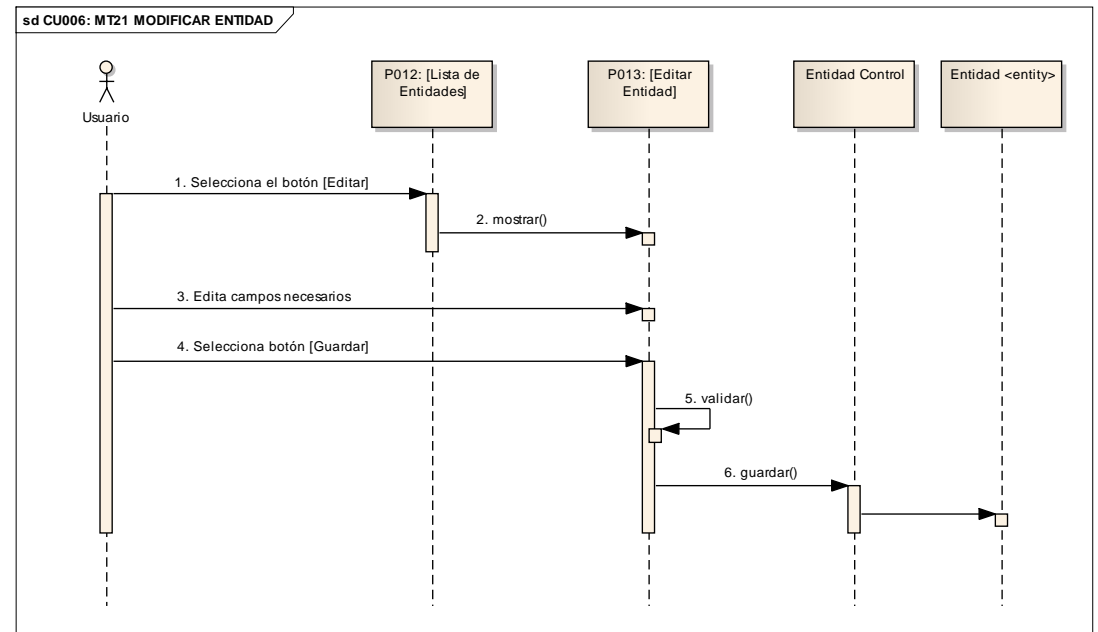 sd CU006: MT21 MODIFICAR ENTIDAD
Usuario
P012: [Lista de
Entidades]
P013: [Editar
Entidad]
Entidad Control
Entidad <entity>
1. Selecciona el botón [Editar]
2. mostrar()
3. Edita campos necesarios
4. Selecciona botón [Guardar]
5. validar()
6. guardar()